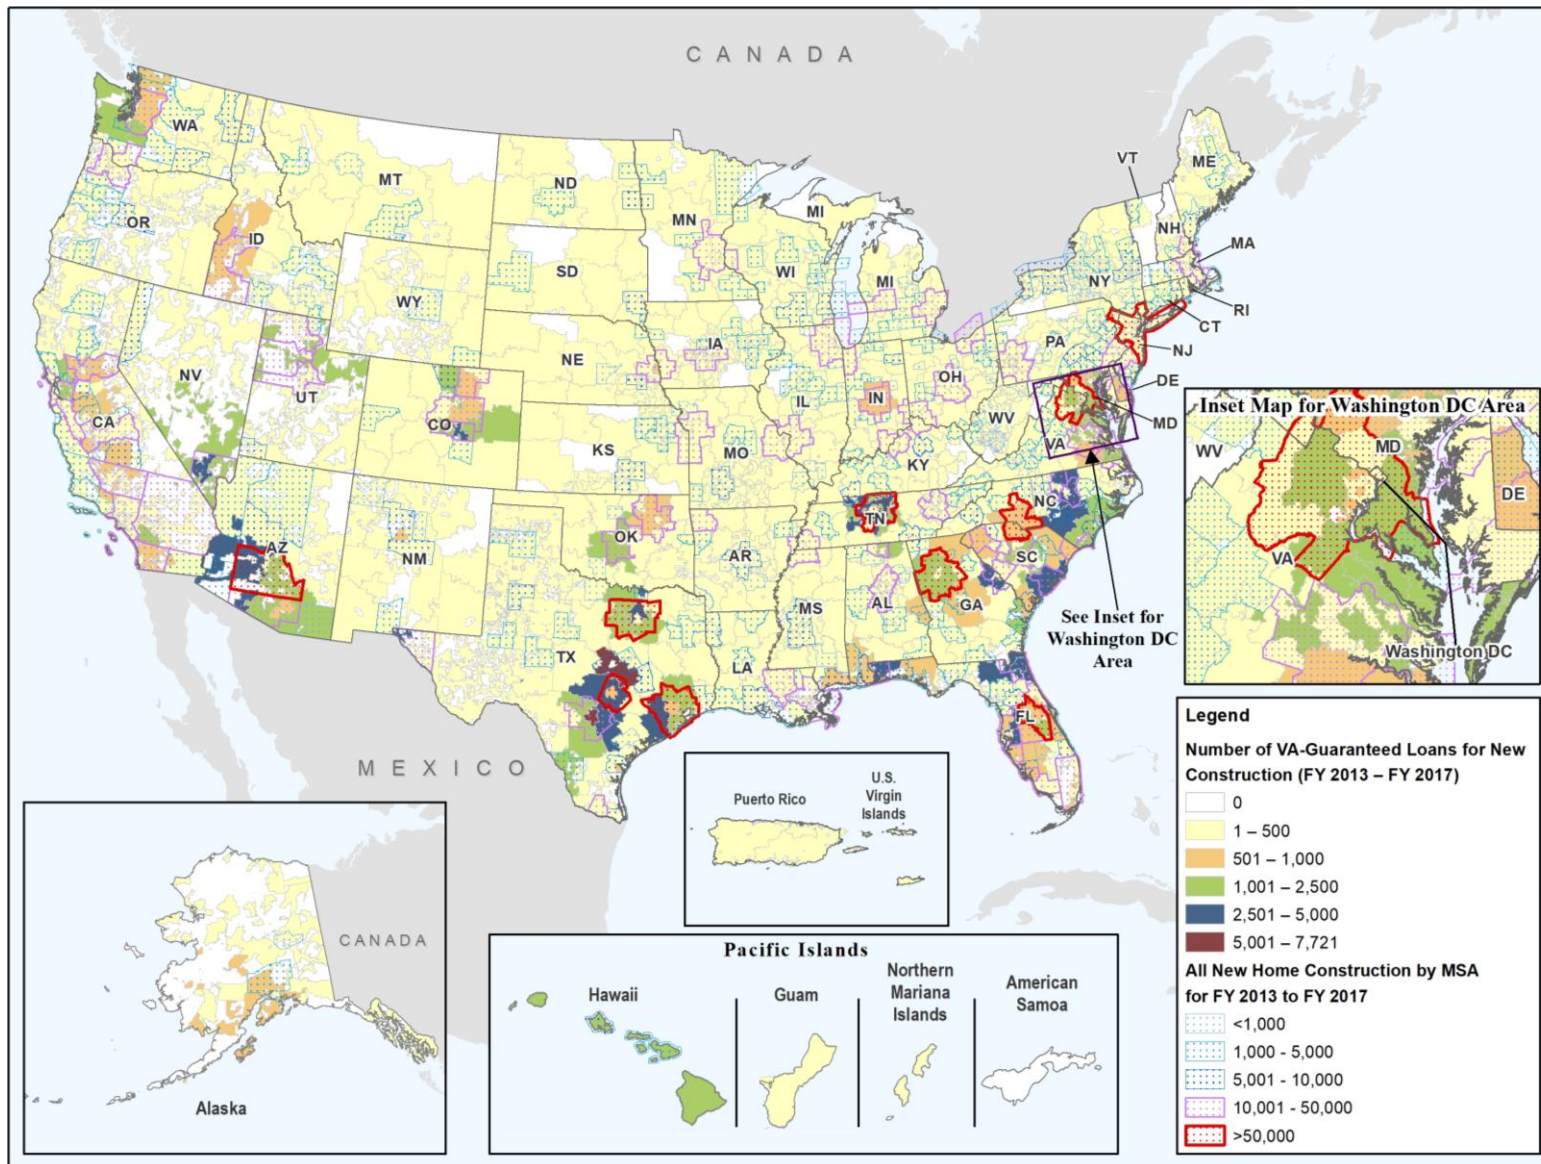 CANADA
WA
MT
ND
MN
OR
ID
SD
WI
MI
MI
VT
ME
NH
MA
NY
RI
CT
WY
NE
IA
PA
NJ
NV
UT
IL
IN
OH
DE
CA
CO
KS
MO
WV
MD
VA
KY
AZ
NM
OK
AR
TN
NC
SC
MS
AL
GA
TX
LA
FL
MEXICO
See Inset for
Washington DC
Area
Inset Map for Washington DC Area
WV
MD
DE
VA
Washington DC
Puerto Rico
U.S.
Virgin
Islands
CANADA
Alaska
Pacific Islands
Hawaii
Guam
Northern
Mariana
Islands
American
Samoa
Legend
Number of VA-Guaranteed Loans for New
Construction (FY 2013 – FY 2017)
0
1 – 500
501 – 1,000
1,001 – 2,500
2,501 – 5,000
5,001 – 7,721
All New Home Construction by MSA
for FY 2013 to FY 2017
<1,000
1,000 - 5,000
5,001 - 10,000
10,001 - 50,000
>50,000